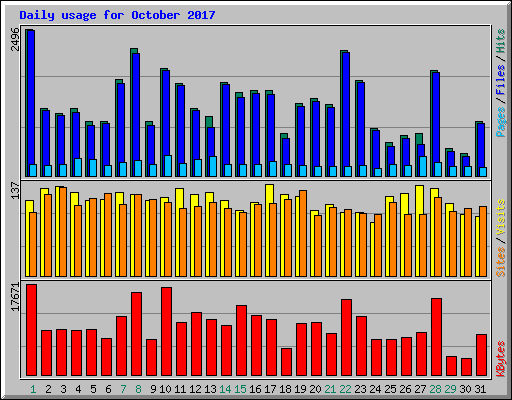 Daily usage for October 2017
2496
Pages / Files / Hits
137
Sites / Visits
17671
KBytes
1 2 3 4 5 6 7 8 9 10 11 12 13 14 15 16 17 18 19 20 21 22 23 24 25 26 27 28 29 30 31